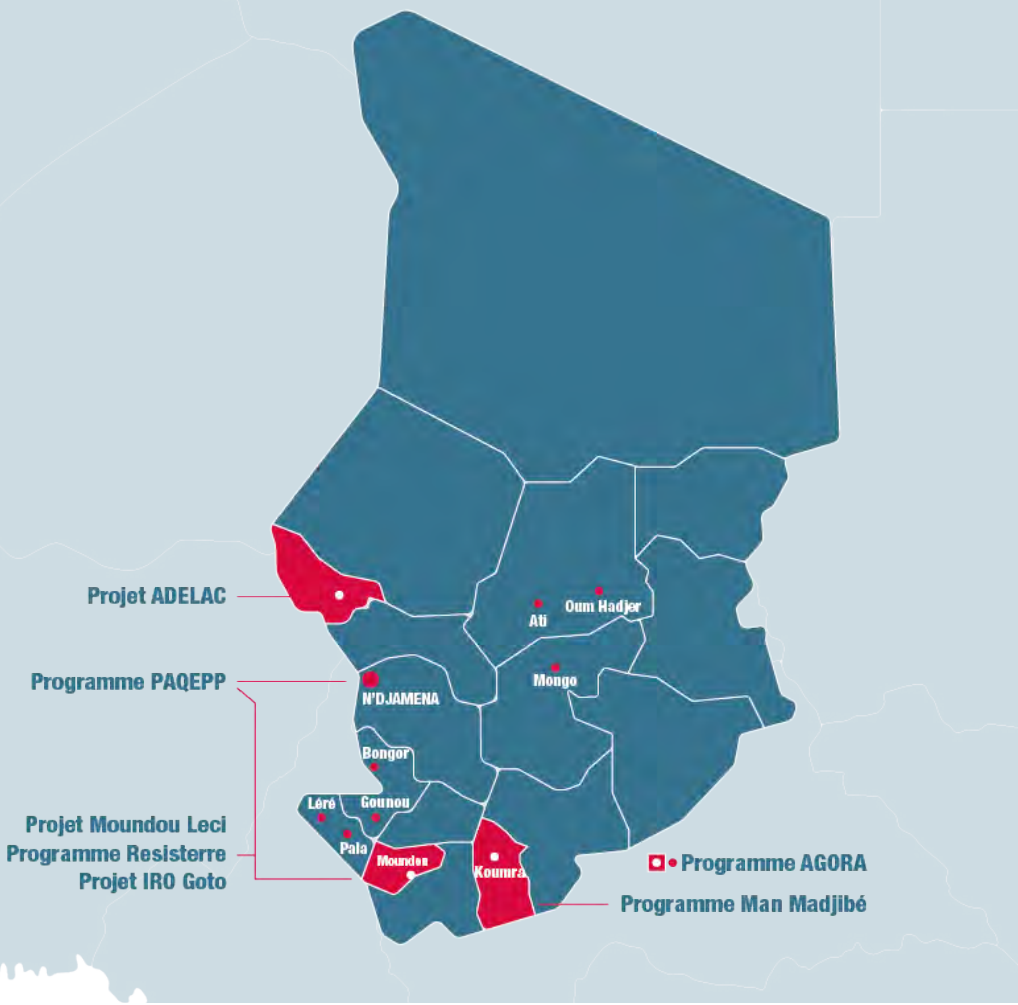 Projet ADELAC
Oum Hadjer
Ati
Mongo
Programme PAQEPP
N'DJAMENA
Bongor
Léré
Gounou
Pala
Projet Moundou Leci
Programme Resisterre
Projet IRO Goto
Moundou
Koumra
Programme AGORA
Programme Man Madjibé